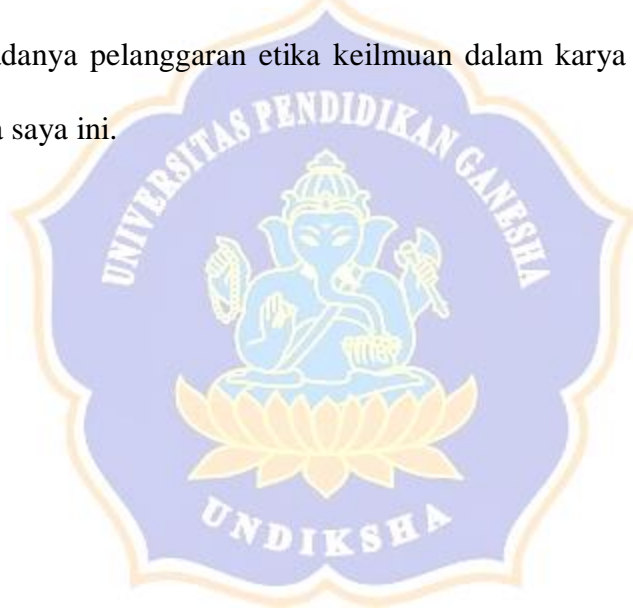 adanya pelanggaran etika keilmuan dalam karya
saya ini.
UNIVERSITAS PENDIDIKAN GANESHA
UNDIKSHA